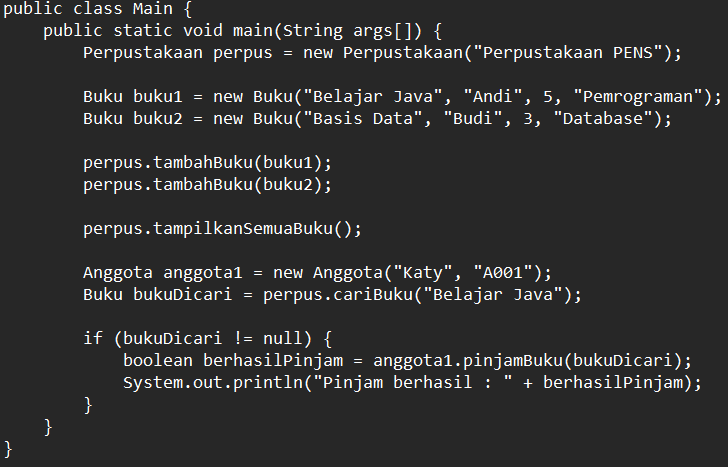 public class Main {
    public static void main(String args[]) {
        Perpustakaan perpus = new Perpustakaan("Perpustakaan PENS");

        Buku buku1 = new Buku("Belajar Java", "Andi", 5, "Pemrograman");
        Buku buku2 = new Buku("Basis Data", "Budi", 3, "Database");

        perpus.tambahBuku(buku1);
        perpus.tambahBuku(buku2);

        perpus.tampilkanSemuaBuku();

        Anggota anggota1 = new Anggota("Katy", "A001");
        Buku bukuDicari = perpus.cariBuku("Belajar Java");

        if (bukuDicari != null) {
            boolean berhasilPinjam = anggota1.pinjamBuku(bukuDicari);
            System.out.println("Pinjam berhasil : " + berhasilPinjam);
        }
    }
}